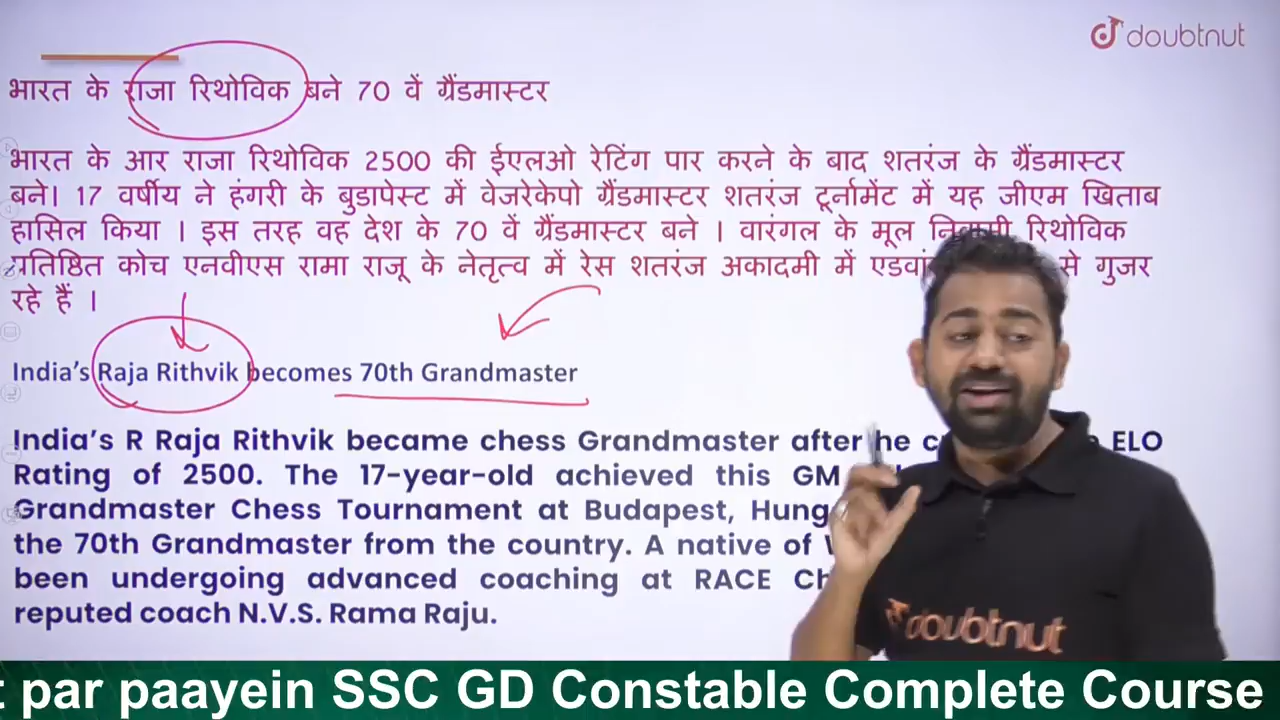 doubtnut
भारत के राजा रिथोविक बने 70 वें ग्रैंडमास्टर
भारत के आर राजा रिथोविक 2500 की ईएलओ रेटिंग पार करने के बाद शतरंज के ग्रैंडमास्टर
बने। 17 वर्षीय ने हंगरी के बुडापेस्ट में वेजरेकेपो ग्रैंडमास्टर शतरंज टूर्नामेंट में यह जीएम खिताब
हासिल किया । इस तरह वह देश के 70 वें ग्रैंडमास्टर बने । वारंगल के मूल रिथोविक
प्रतिष्ठित कोच एनवीएस रामा राजू के नेतृत्व में रेस शतरंज अकादमी में से गुजर
रहे हैं ।
India's Raja Rithvik becomes 70th Grandmaster
India's R Raja Rithvik became chess Grandmaster after he ELO
Rating of 2500. The 17-year-old achieved this GM
Grandmaster Chess Tournament at Budapest,
the 70th Grandmaster from the country. A native of
been undergoing advanced coaching at RACE
reputed coach N.V.S. Rama Raju.
doubtnut
par paayein SSC GD Constable Complete Course